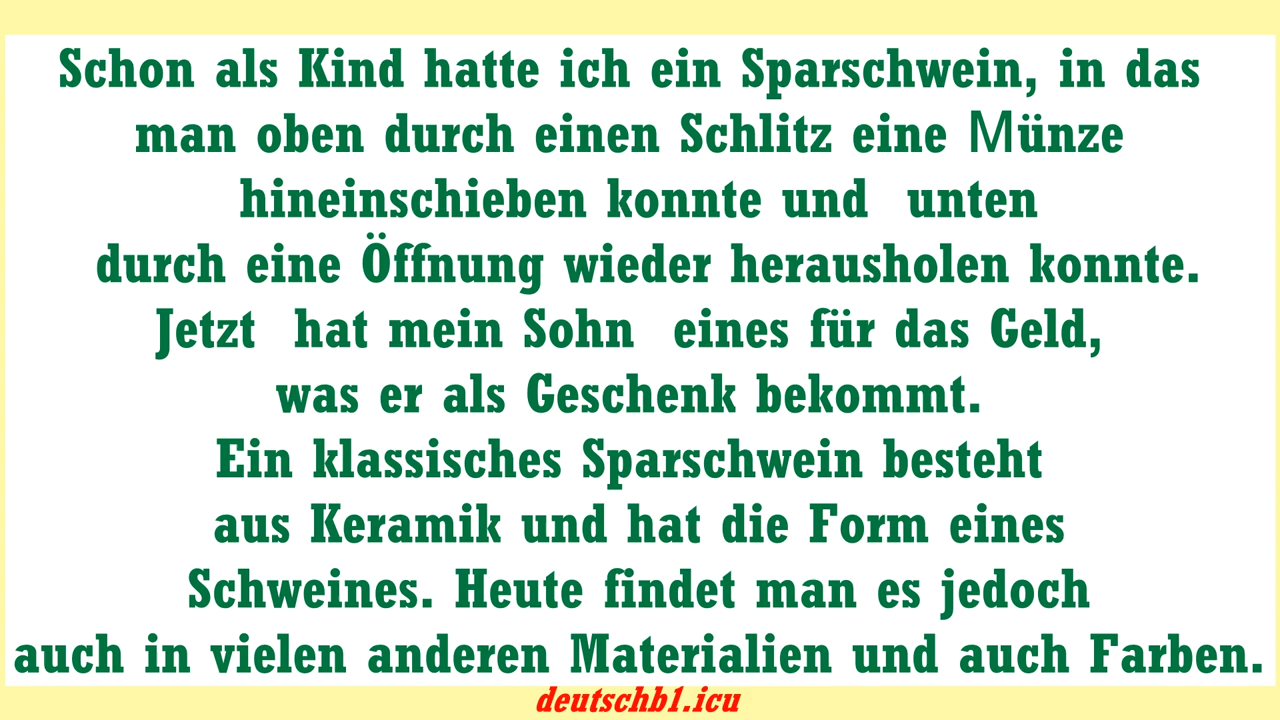 Schon als Kind hatte ich ein Sparschwein, in das
man oben durch einen Schlitz eine Münze
hineinschieben konnte und unten
durch eine Öffnung wieder herausholen konnte.
Jetzt hat mein Sohn eines für das Geld,
was er als Geschenk bekommt.
Ein klassisches Sparschwein besteht
aus Keramik und hat die Form eines
Schweines. Heute findet man es jedoch
auch in vielen anderen Materialien und auch Farben.
deutschb1.icu